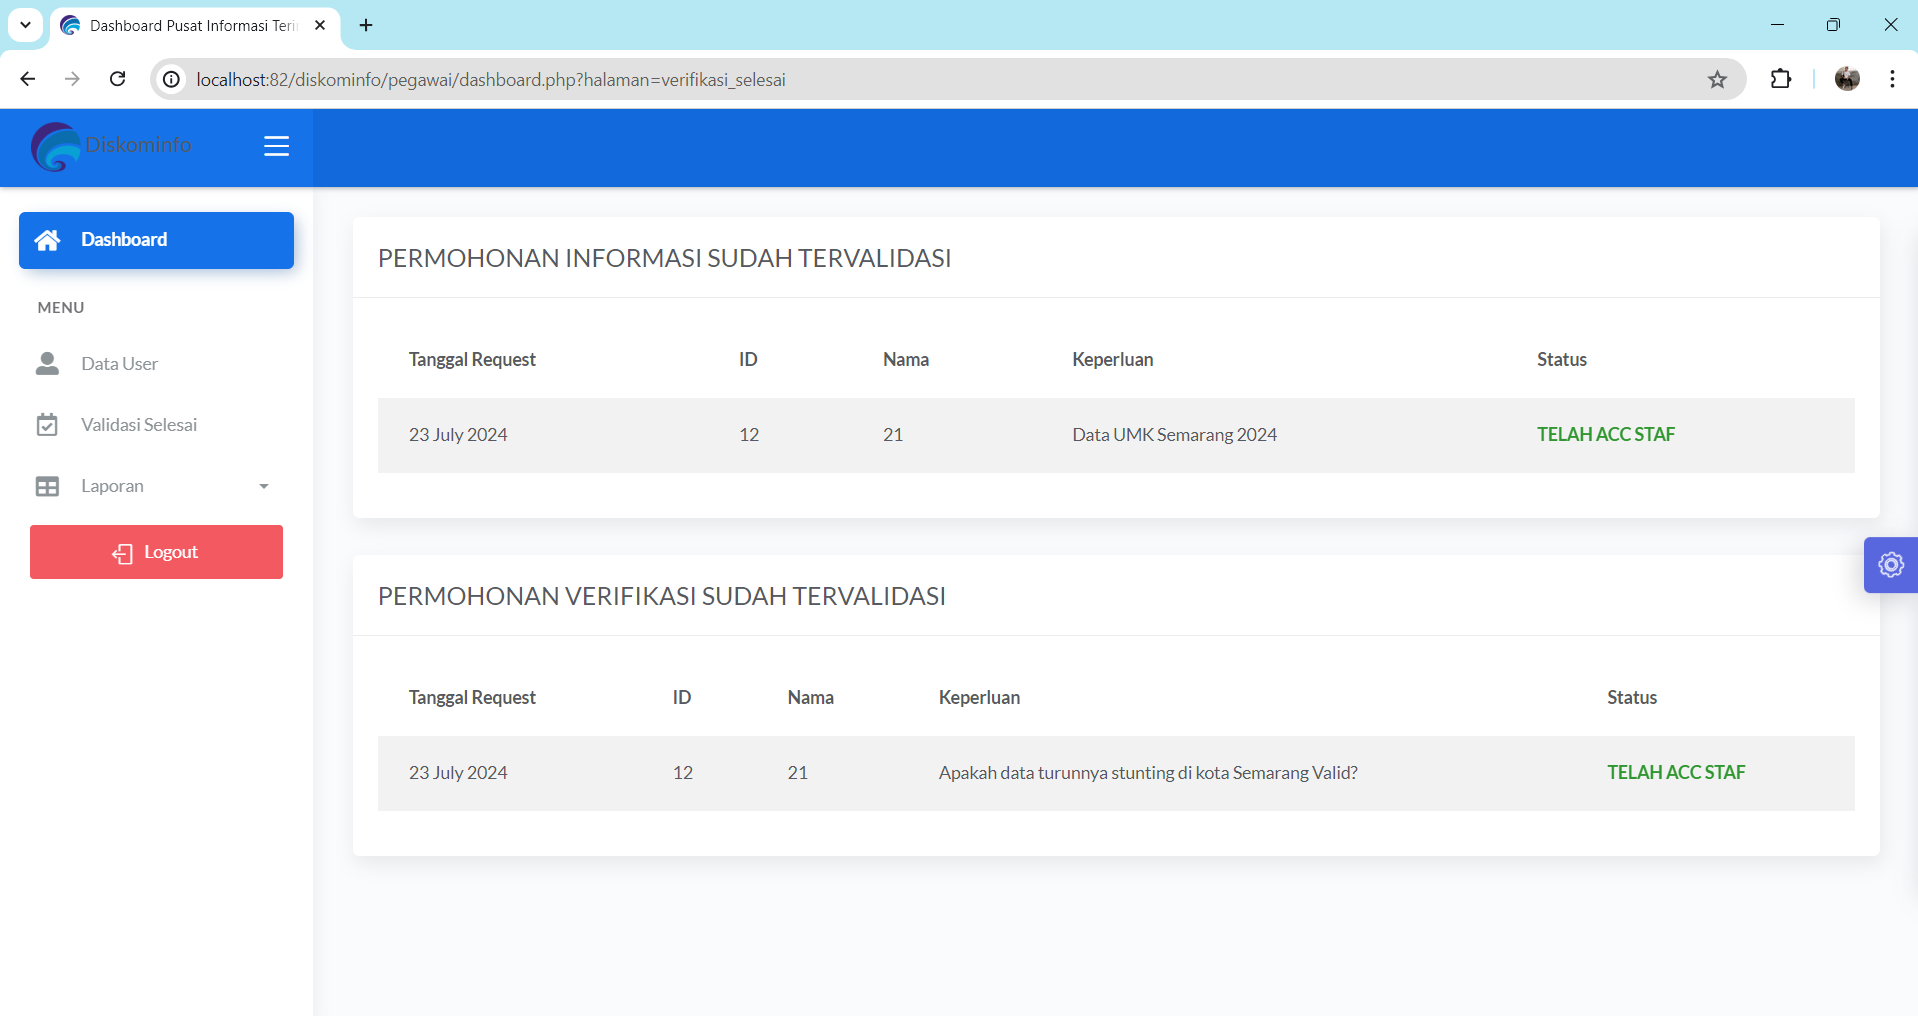 Dashboard Pusat Informasi Teri
localhost:82/diskominfo/pegawai/dashboard.php?halaman=verifikasi_selesai
Diskominfo
Dashboard
MENU
Data User
Validasi Selesai
Laporan
Logout
PERMOHONAN INFORMASI SUDAH TERVALIDASI
Tanggal Request ID Nama Keperluan Status
23 July 2024 12 21 Data UMK Semarang 2024 TELAH ACC STAF
PERMOHONAN VERIFIKASI SUDAH TERVALIDASI
Tanggal Request ID Nama Keperluan Status
23 July 2024 12 21 Apakah data turunnya stunting di kota Semarang Valid? TELAH ACC STAF